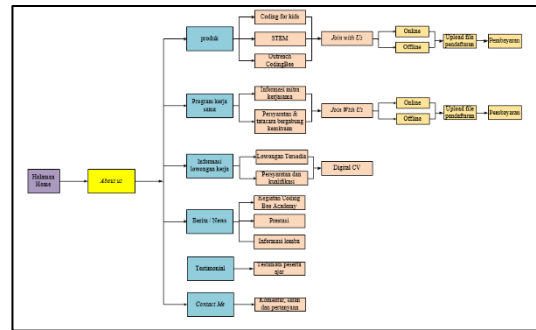 Halaman
Home
About us
produk
Coding for kids
STEM
Outreach
CodingBee
Join with Us
Online
Offline
Upload file
pendaftaran
Pembayaran
Program kerja
sama
Informasi mitra
kerjasama
Persyaratan &
tatacara bergabung
kemitraan
Join With Us
Online
Offline
Upload file
pendaftaran
Pembayaran
Informasi
lowongan kerja
Lowongan Tersedia
Persyaratan dan
kualifikasi
Digital CV
Berita / News
Kegiatan Coding
Bee Academy
Prestasi
Informasi lomba
Testimonial
Testimoni peserta
ajar
Contact Me
Komentar, saran
dan pertanyaan